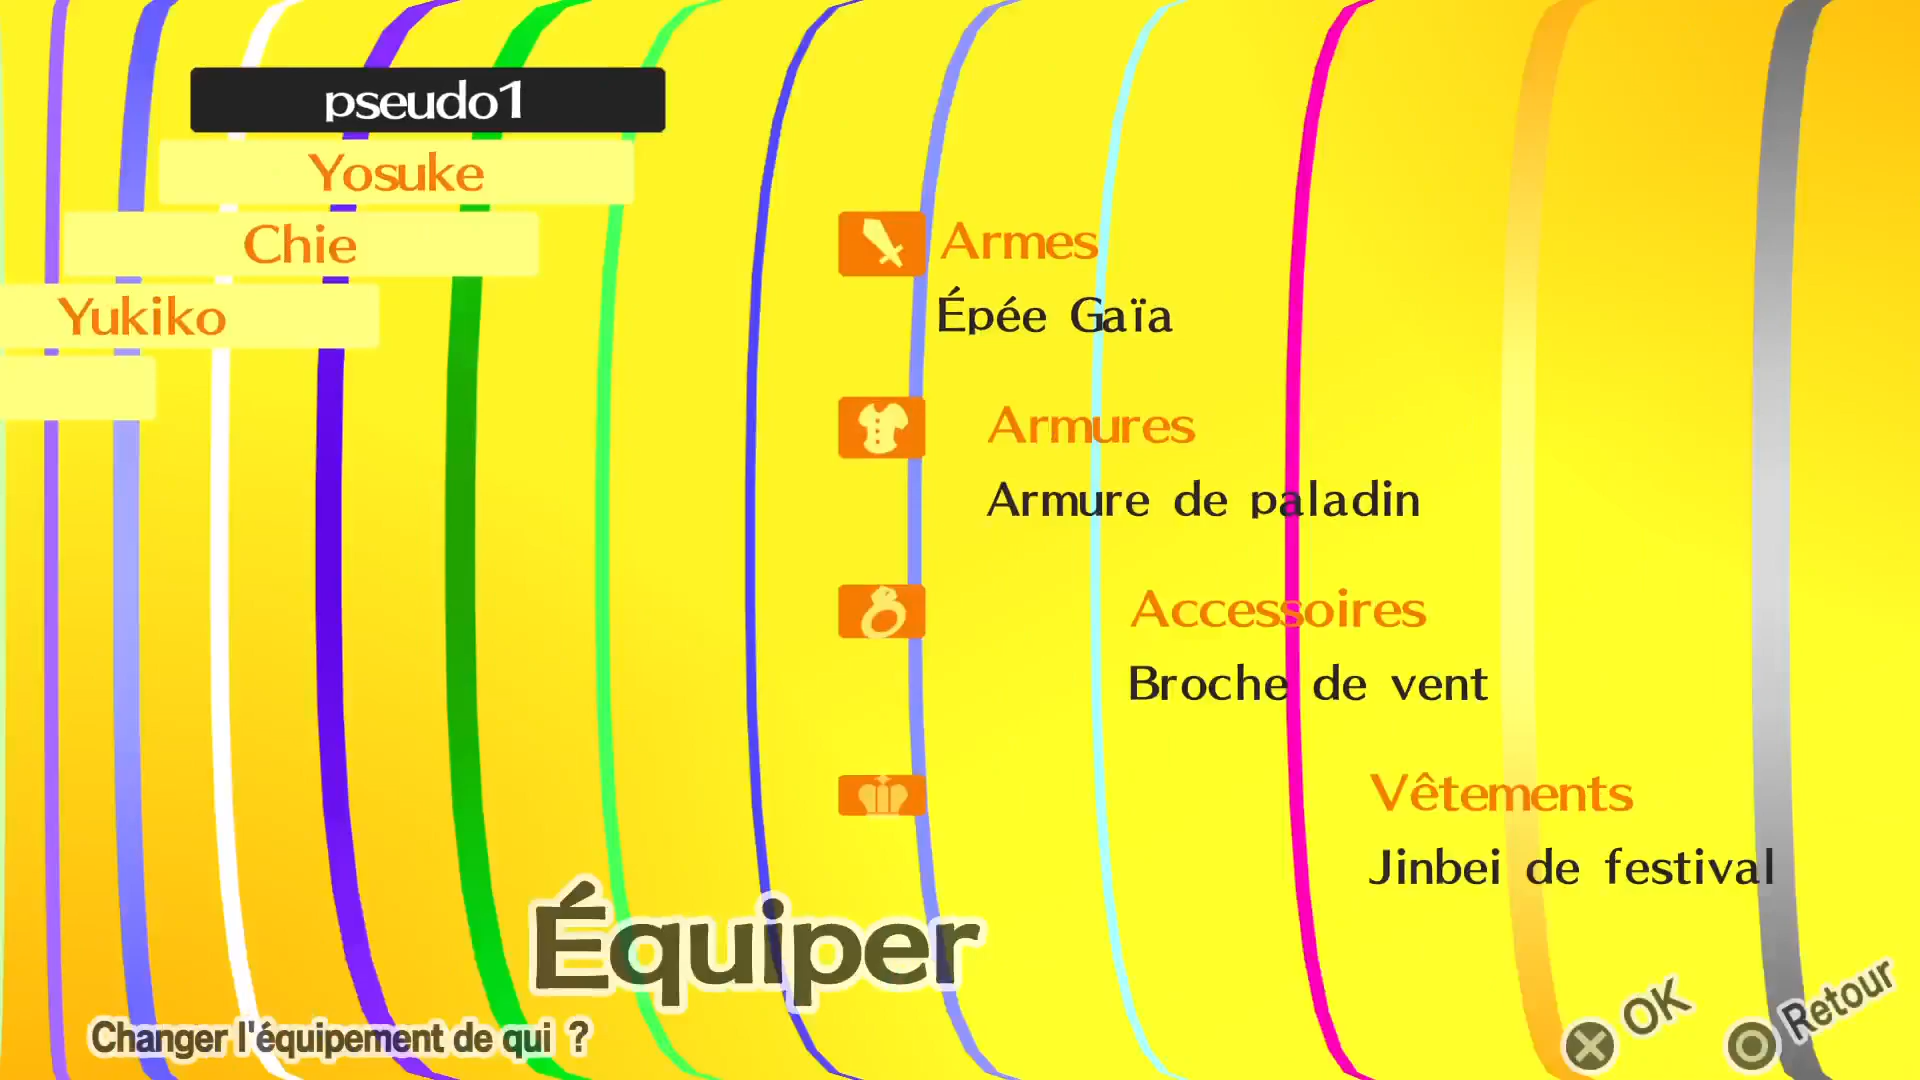 pseudo1
Yosuke
Chie
Yukiko
Armes
Épée Gaïa
Armures
Armure de paladin
Accessoires
Broche de vent
Vêtements
Jinbei de festival
Équiper
Changer l'équipement de qui ?
OK
Retour